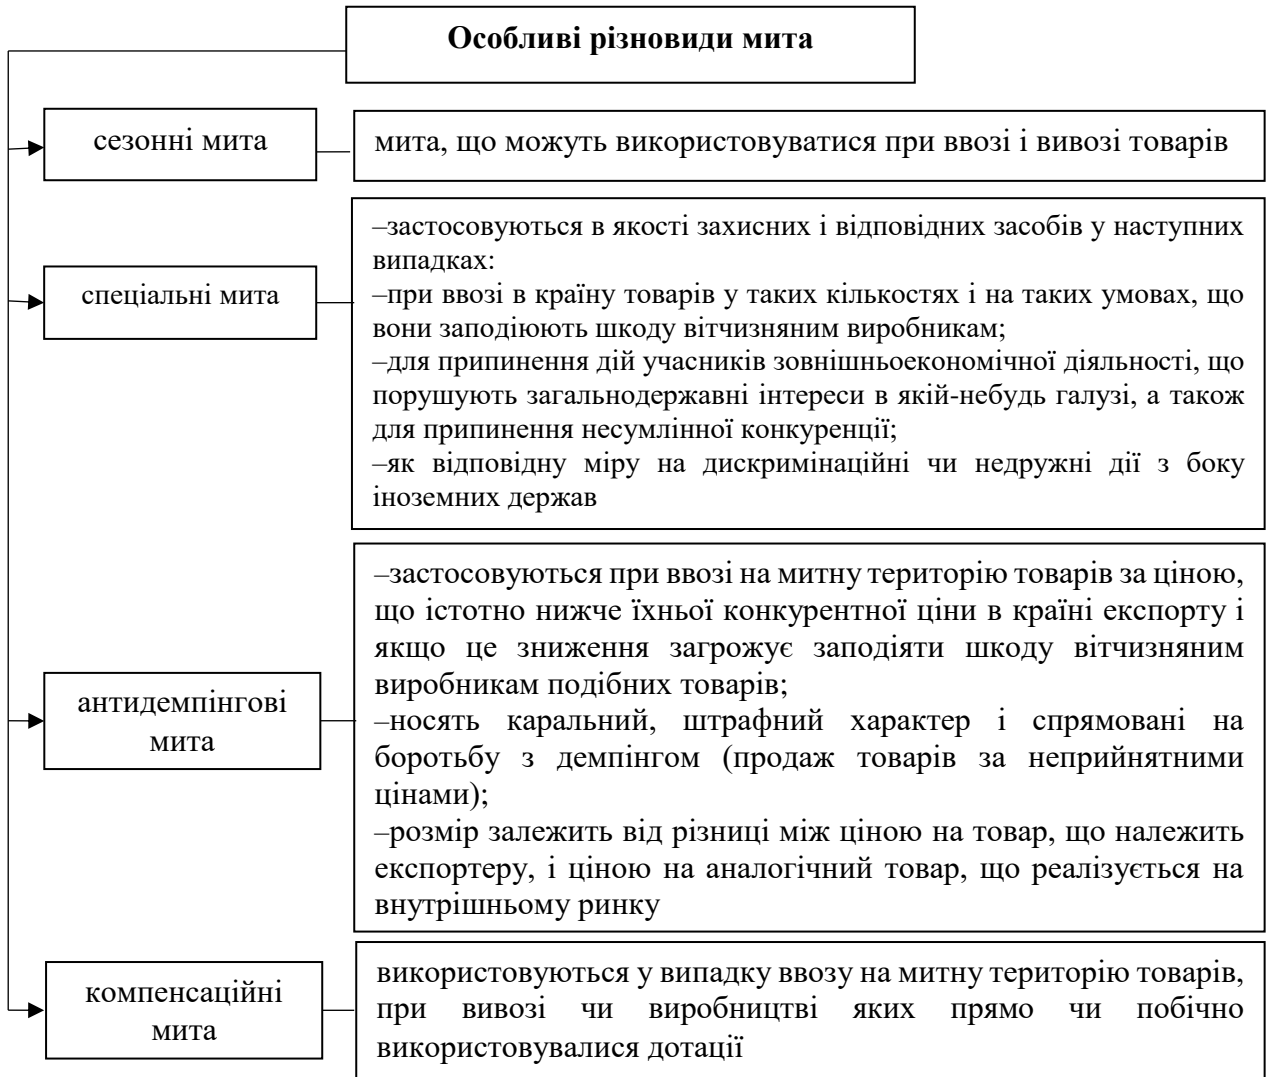 Особливі різновиди мита
сезонні мита
мита, що можуть використовуватися при ввозі і вивозі товарів
спеціальні мита
–застосовуються в якості захисних і відповідних засобів у наступних
випадках:
–при ввозі в країну товарів у таких кількостях і на таких умовах, що
вони заподіюють шкоду вітчизняним виробникам;
–для припинення дій учасників зовнішньоекономічної діяльності, що
порушують загальнодержавні інтереси в якій-небудь галузі, а також
для припинення несумлінної конкуренції;
–як відповідну міру на дискримінаційні чи недружні дії з боку
іноземних держав
антидемпінгові
мита
–застосовуються при ввозі на митну територію товарів за ціною,
що істотно нижче їхньої конкурентної ціни в країні експорту і
якщо це зниження загрожує заподіяти шкоду вітчизняним
виробникам подібних товарів;
–носять каральний, штрафний характер і спрямовані на
боротьбу з демпінгом (продаж товарів за неприйнятними
цінами);
–розмір залежить від різниці між ціною на товар, що належить
експортеру, і ціною на аналогічний товар, що реалізується на
внутрішньому ринку
компенсаційні
мита
використовуються у випадку ввозу на митну територію товарів,
при вивозі чи виробництві яких прямо чи побічно
використовувалися дотації